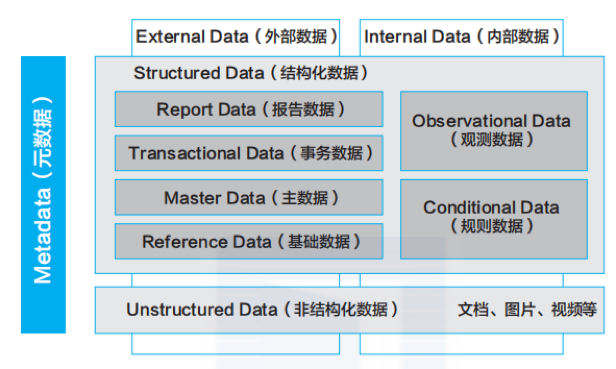 External Data（外部数据）
Internal Data（内部数据）
Metadata（元数据）
Structured Data（结构化数据）
Report Data（报告数据）
Transactional Data（事务数据）
Master Data（主数据）
Reference Data（基础数据）
Observational Data
（观测数据）
Conditional Data
（规则数据）
Unstructured Data（非结构化数据）
文档、图片、视频等